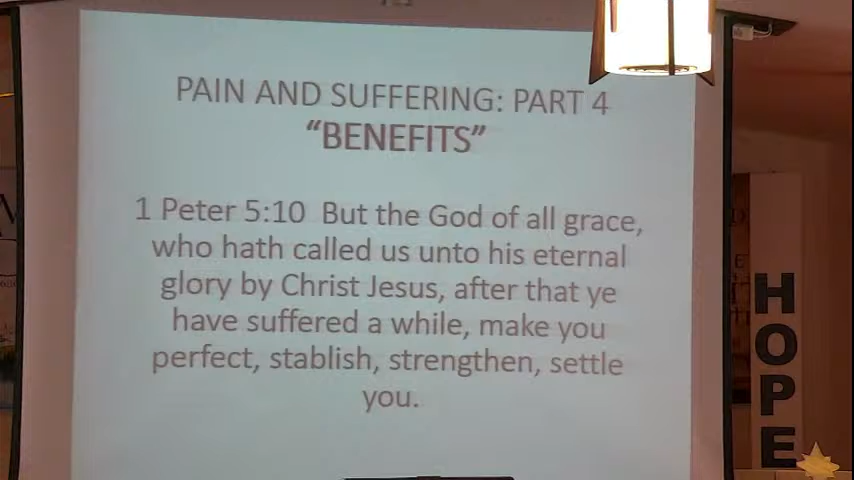 PAIN AND SUFFERING: PART 4
“BENEFITS”
1 Peter 5:10 But the God of all grace,
who hath called us unto his eternal
glory by Christ Jesus, after that ye
have suffered a while, make you
perfect, stablish, strengthen, settle
you.
HOPE